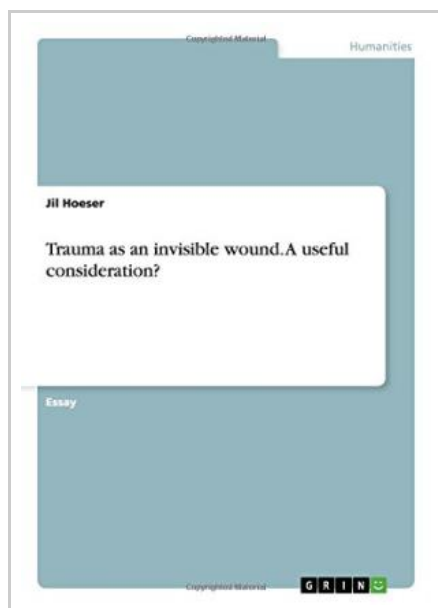 Copyrighted Material
Humanities
Jil Hoeser
Trauma as an invisible wound. A useful
consideration?
Essay
Copyrighted Material
GRIN